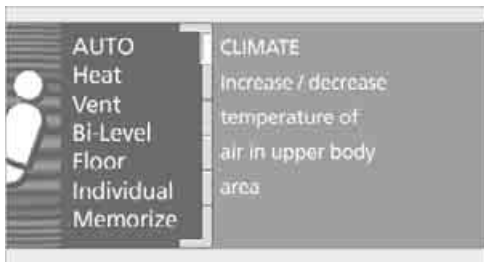 AUTO
Heat
Vent
Bi-Level
Floor
Individual
Memorize
CLIMATE
Increase / decrease
temperature of
air in upper body
area